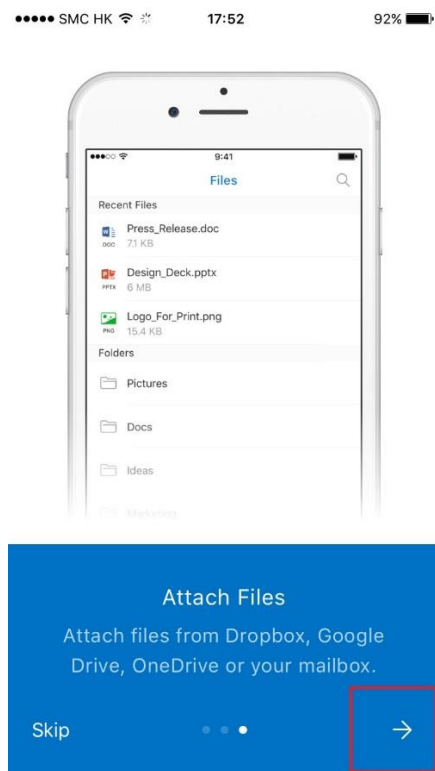 SMC HK 17:52 92%
9:41
Files
Recent Files
Press_Release.doc
DOC 71 KB
Design_Deck.pptx
PPTX 6 MB
Logo_For_Print.png
PNG 15.4 KB
Folders
Pictures
Docs
Ideas
Marketing
Attach Files
Attach files from Dropbox, Google
Drive, OneDrive or your mailbox.
Skip